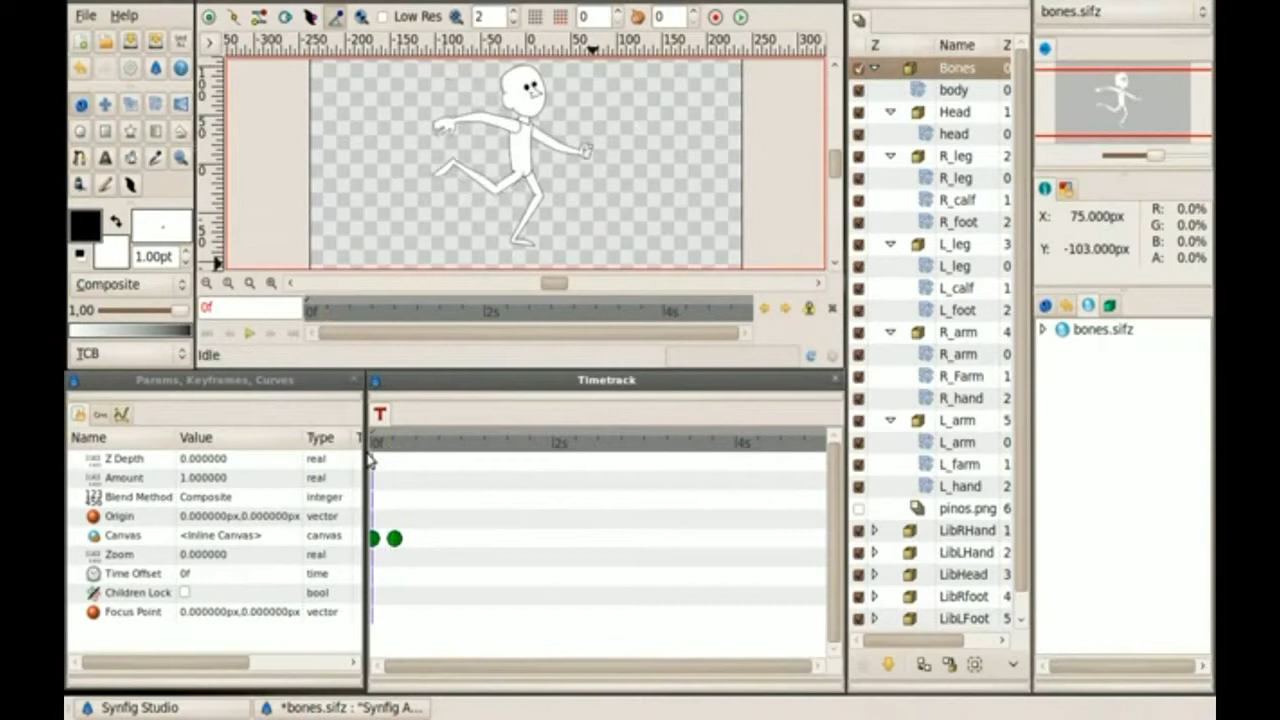 File Help
Low Res 2 0 0
50 -300 -250 -200 -150 -100 -50 0 50 100 150 200 250 300
50
0
50
1.00pt
Composite
1,00
TCB
0f
0f 2s 4s
Idle
Params, Keyframes, Curves
Name Value Type
Z Depth 0.000000 real
Amount 1.000000 real
Blend Method Composite integer
Origin 0.000000px,0.000000px vector
Canvas <Inline Canvas> canvas
Zoom 0.000000 real
Time Offset 0f time
Children Lock bool
Focus Point 0.000000px,0.000000px vector
Timetrack
0f 2s 4s
Z Name Z
Bones 0
body 0
Head 1
head 0
R_leg 2
R_leg 0
R_calf 1
R_foot 2
L_leg 3
L_leg 0
L_calf 1
L_foot 2
R_arm 4
R_arm 0
R_Farm 1
R_hand 2
L_arm 5
L_arm 0
L_farm 1
L_hand 2
pinos.png 6
LibRHand 1
LibLHand 2
LibHead 3
LibRfoot 4
LibLFoot 5
bones.sifz
X: 75.000px
Y: -103.000px
R: 0.0%
G: 0.0%
B: 0.0%
A: 0.0%
bones.sifz
Synfig Studio
*bones.sifz : "Synfig A...